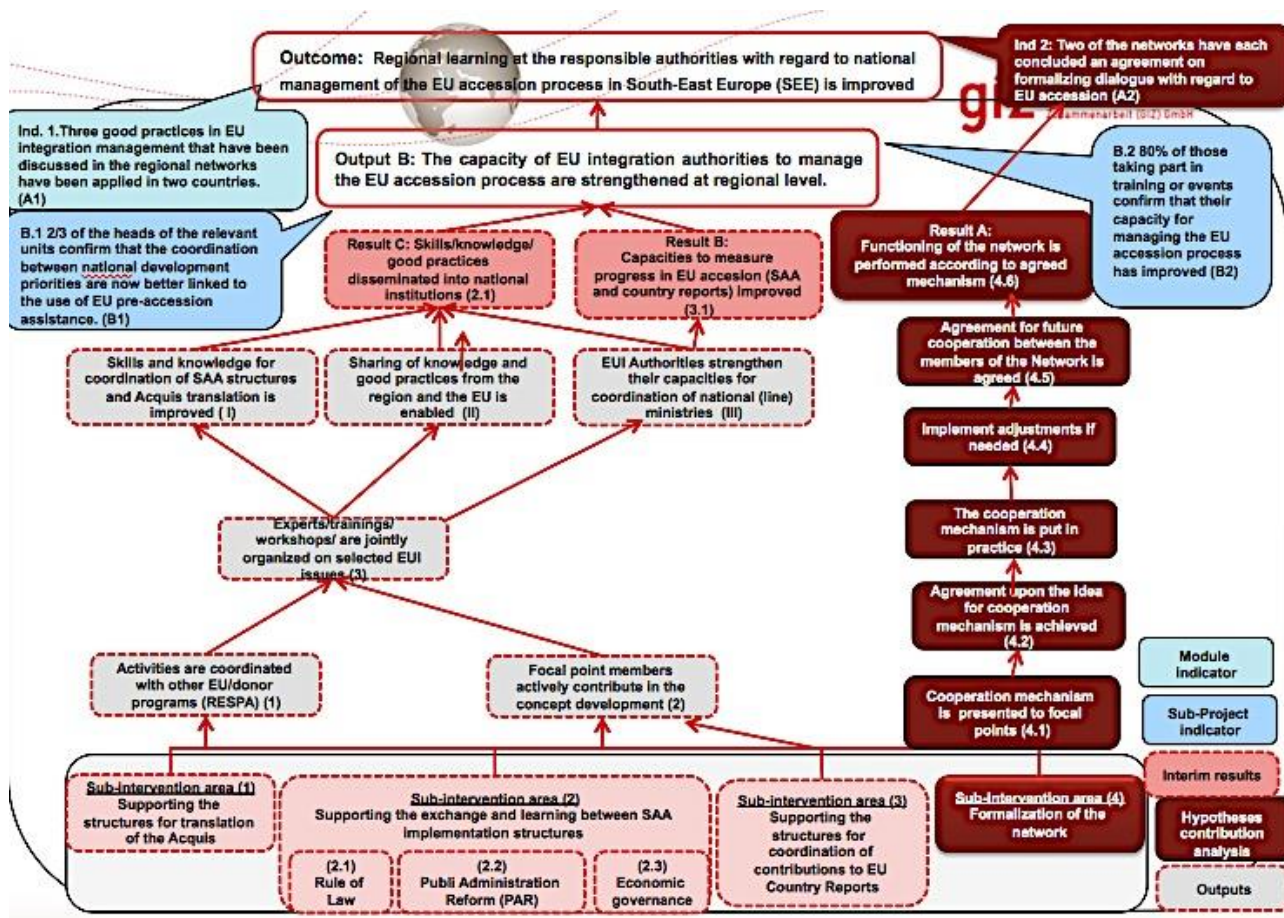 Outcome: Regional learning at the responsible authorities with regard to national
management of the EU accession process in South-East Europe (SEE) is improved
Ind 2: Two of the networks have each
concluded an agreement on
formalizing dialogue with regard to
EU accession (A2)
giz
(GIZ) GmbH
Ind. 1.Three good practices in EU
integration management that have been
discussed in the regional networks
have been applied in two countries.
(A1)
Output B: The capacity of EU integration authorities to manage
the EU accession process are strengthened at regional level.
B.2 80% of those
taking part in
training or events
confirm that their
capacity for
managing the EU
accession process
has improved (B2)
B.1 2/3 of the heads of the relevant
units confirm that the coordination
between national development
priorities are now better linked to
the use of EU pre-accession
assistance. (B1)
Result C: Skills/knowledge/
good practices
disseminated into national
institutions (2.1)
Result B:
Capacities to measure
progress in EU accesion (SAA
and country reports) improved
(3.1)
Result A:
Functioning of the network is
performed according to agreed
mechanism (4.6)
Skills and knowledge for
coordination of SAA structures
and Acquis translation is
improved ( I)
Sharing of knowledge and
good practices from the
region and the EU is
enabled (II)
EUI Authorities strengthen
their capacities for
coordination of national (line)
ministries (III)
Agreement for future
cooperation between the
members of the Network is
agreed (4.5)
Implement adjustments if
needed (4.4)
Experts/trainings/
workshops/ are jointly
organized on selected EUI
issues (3)
The cooperation
mechanism is put in
practice (4.3)
Agreement upon the idea
for cooperation
mechanism is achieved
(4.2)
Activities are coordinated
with other EU/donor
programs (RESPA) (1)
Focal point members
actively contribute in the
concept development (2)
Cooperation mechanism
is presented to focal
points (4.1)
Module
indicator
Sub-Project
indicator
Interim results
Hypotheses
contribution
analysis
Outputs
Sub-intervention area (1)
Supporting the
structures for translation
of the Acquis
Sub-intervention area (2)
Supporting the exchange and learning between SAA
implementation structures
(2.1)
Rule of
Law
(2.2)
Publi Administration
Reform (PAR)
(2.3)
Economic
governance
Sub-intervention area (3)
Supporting the
structures for
coordination of
contributions to EU
Country Reports
Sub-intervention area (4)
Formalization of the
network